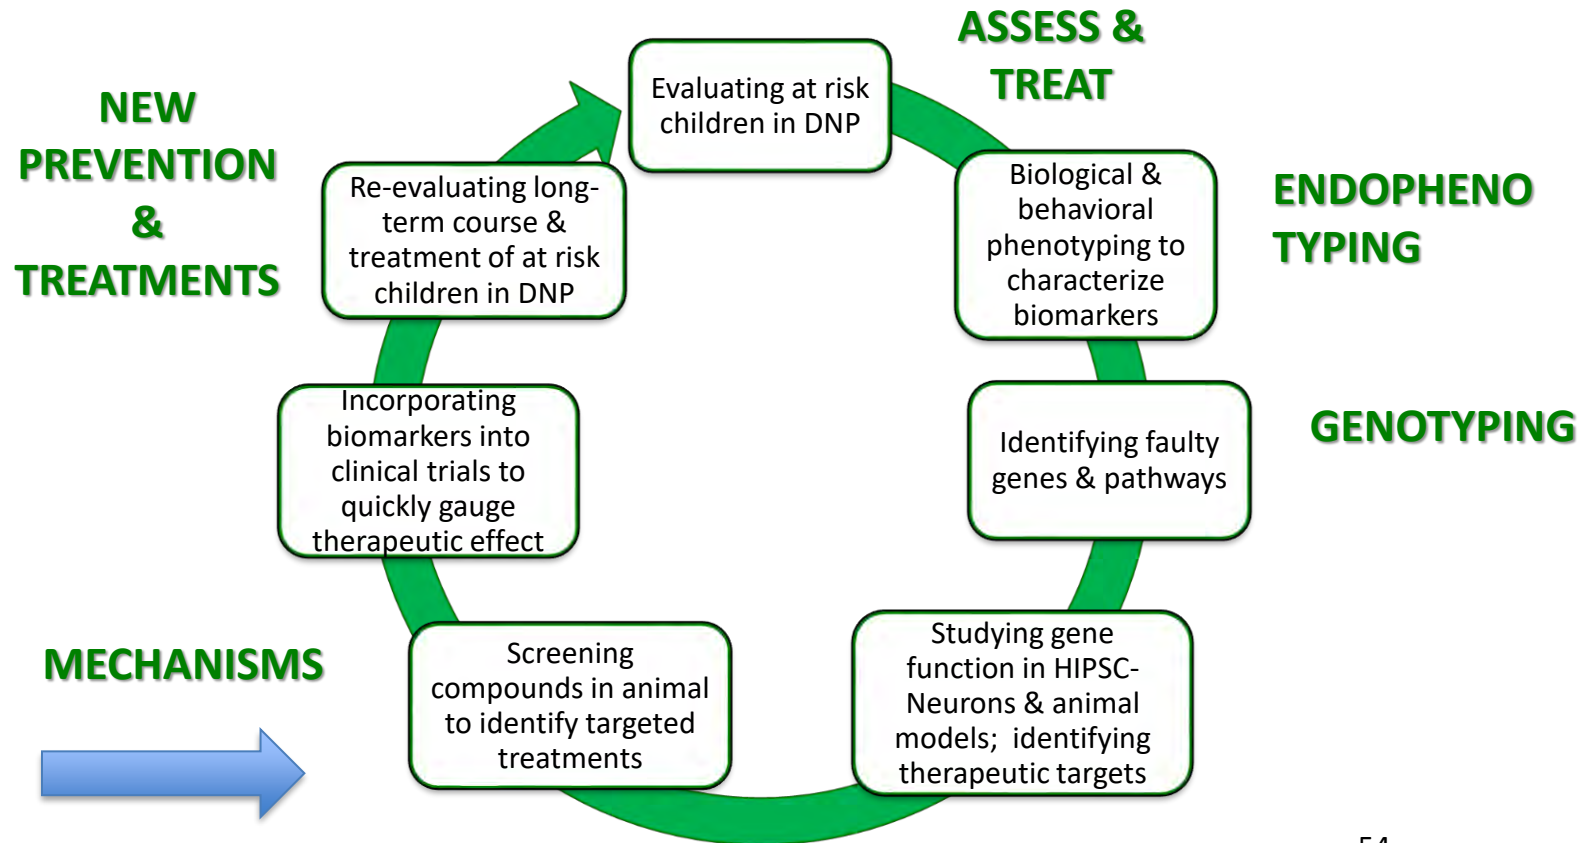 ASSESS &
TREAT
Evaluating at risk
children in DNP
NEW
PREVENTION
&
TREATMENTS
Biological &
behavioral
phenotyping to
characterize
biomarkers
ENDOPHENO
TYPING
Re-evaluating long-
term course &
treatment of at risk
children in DNP
Identifying faulty
genes & pathways
GENOTYPING
Incorporating
biomarkers into
clinical trials to
quickly gauge
therapeutic effect
Studying gene
function in HIPSC-
Neurons & animal
models; identifying
therapeutic targets
Screening
compounds in animal
to identify targeted
treatments
MECHANISMS